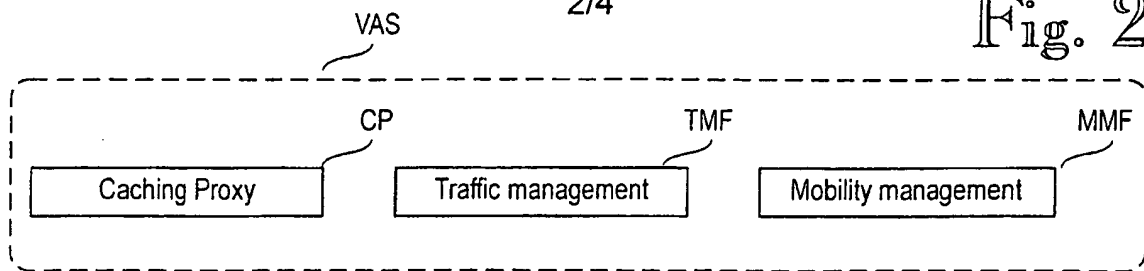 2/4
Fig. 2
VAS
CP
TMF
MMF
Caching Proxy
Traffic management
Mobility management